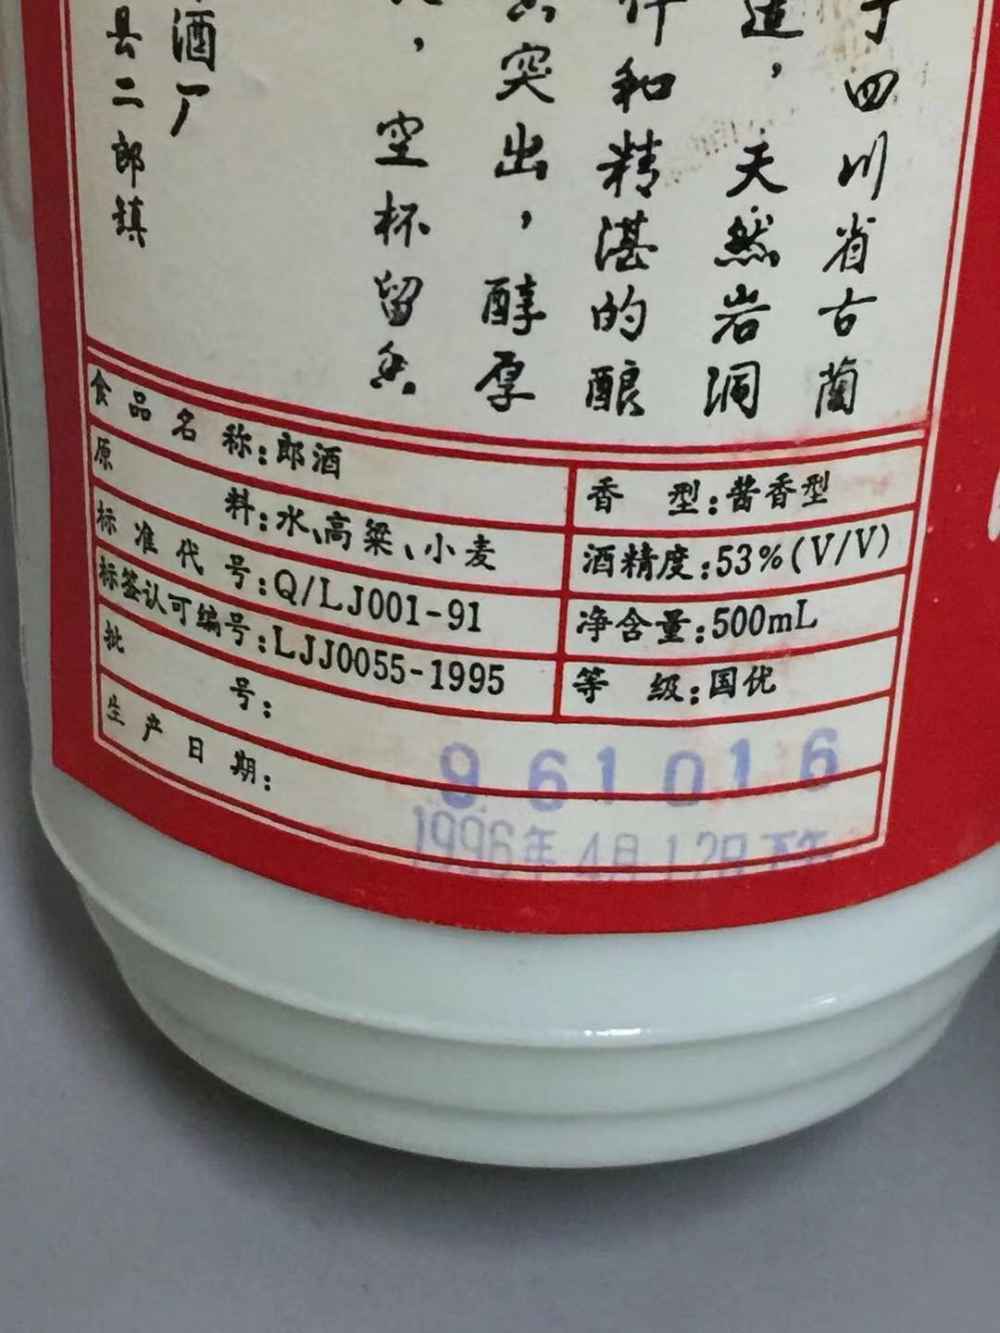 于四川省古蔺
造，天然岩洞
件和精湛的酿
突出，醇厚
，空杯留香。
酒厂
县二郎镇
食品名称：郎酒
香型：酱香型
原料：水、高粱、小麦
酒精度：53%(V/V)
标准代号：Q/LJ001-91
净含量：500mL
标签认可编号：LJJ0055-1995
等级：国优
批号：961016
生产日期：1996年4月12日